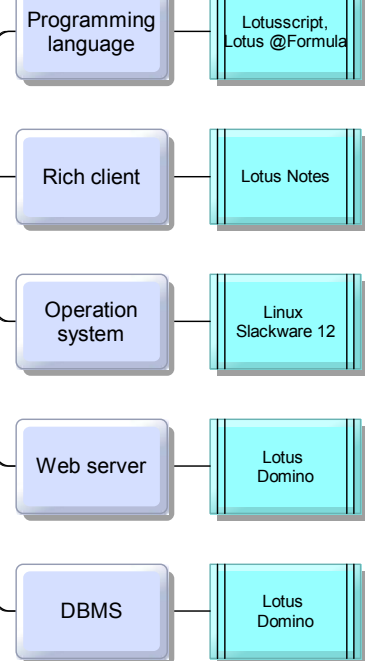 Programming
language
Lotusscript,
Lotus @Formula
Rich client
Lotus Notes
Operation
system
Linux
Slackware 12
Web server
Lotus
Domino
DBMS
Lotus
Domino